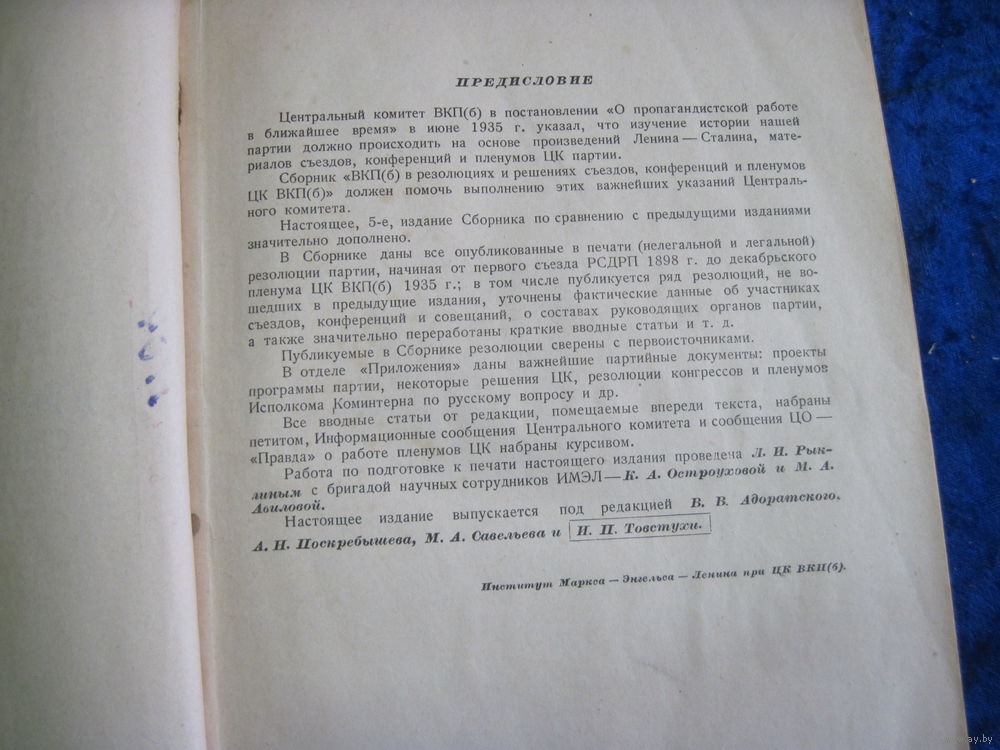 ПРЕДИСЛОВИЕ
Центральный комитет ВКП(б) в постановлении «О пропагандистской работе
в ближайшее время» в июне 1935 г. указал, что изучение истории нашей
партии должно происходить на основе произведений Ленина — Сталина, мате-
риалов съездов, конференций и пленумов ЦК партии.
Сборник «ВКП(б) в резолюциях и решениях съездов, конференций и пленумов
ЦК ВКП(б)» должен помочь выполнению этих важнейших указаний Централь-
ного комитета.
Настоящее, 5-е, издание Сборника по сравнению с предыдущими изданиями
значительно дополнено.
В Сборнике даны все опубликованные в печати (нелегальной и легальной)
резолюции партии, начиная от первого съезда РСДРП 1898 г. до декабрьского
пленума ЦК ВКП(б) 1935 г.; в том числе публикуется ряд резолюций, не во-
шедших в предыдущие издания, уточнены фактические данные об участниках
съездов, конференций и совещаний, о составах руководящих органов партии,
а также значительно переработаны краткие вводные статьи и т. д.
Публикуемые в Сборнике резолюции сверены с первоисточниками.
В отделе «Приложения» даны важнейшие партийные документы: проекты
программы партии, некоторые решения ЦК, резолюции конгрессов и пленумов
Исполкома Коминтерна по русскому вопросу и др.
Все вводные статьи от редакции, помещаемые впереди текста, набраны
петитом, Информационные сообщения Центрального комитета и сообщения ЦО —
«Правда» о работе пленумов ЦК набраны курсивом.
Работа по подготовке к печати настоящего издания проведена Л. И. Рык-
линым с бригадой научных сотрудников ИМЭЛ — К. А. Остроуховой и М. А.
Авиловой.
Настоящее издание выпускается под редакцией В. В. Адоратского,
А. Н. Поскребышева, М. А. Савельева и И. П. Товстухи.
Институт Маркса — Энгельса — Ленина при ЦК ВКП(б).